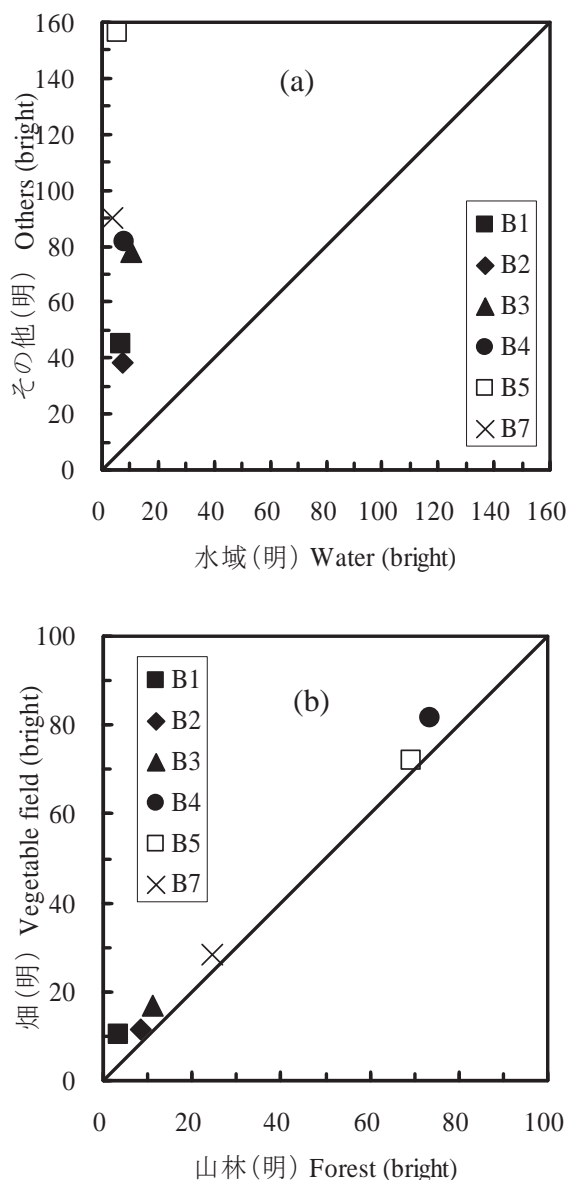 160
140
120
100
80
60
40
20
0
その他(明) Others (bright)
(a)
B1
B2
B3
B4
B5
B7
0 20 40 60 80 100 120 140 160
水域(明) Water (bright)
100
80
60
40
20
0
畑(明) Vegetable field (bright)
B1
B2
B3
B4
B5
B7
(b)
0 20 40 60 80 100
山林(明) Forest (bright)